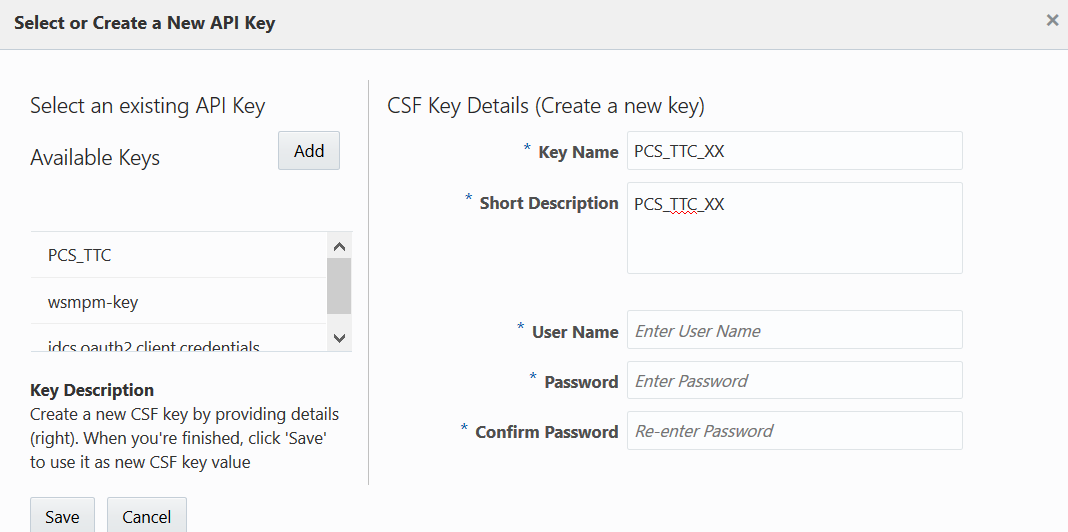 Select or Create a New API Key
×
Select an existing API Key
Available Keys
Add
PCS_TTC
wsmpm-key
idcs.oauth2.client.credentials
Key Description
Create a new CSF key by providing details
(right). When you're finished, click 'Save'
to use it as new CSF key value
Save
Cancel
CSF Key Details (Create a new key)
* Key Name
PCS_TTC_XX
* Short Description
PCS_TTC_XX
* User Name
Enter User Name
* Password
Enter Password
* Confirm Password
Re-enter Password